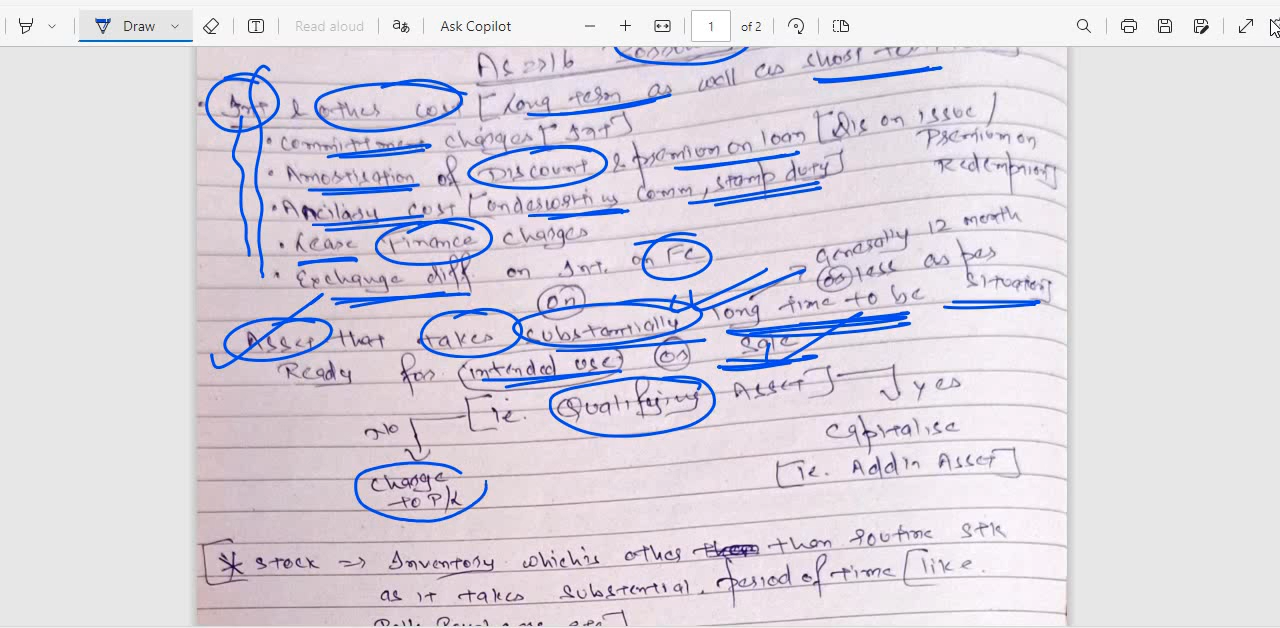 Draw
Read aloud
Ask Copilot
1 of 2
As =>16
· Int & other cost [Long term as well as short
· Commitment charges [Int]
· Amortisation of Discount & premium on loan [Dis on issue / Premium on Redemption]
· Ancilary cost [underwriting comm, stamp duty]
· Lease finance charges
· Exchange diff. on Int. on FC
generally 12 month or less as per situation
on
Asset that takes substantially long time to be
Ready for (intended use) or sale
[ie. Qualifying Asset] yes
No
Capitalise
[ie. Add in Asset]
Charge to P/L
* Stock => Inventory which is other than routine stk
as it takes substential. period of time [like.